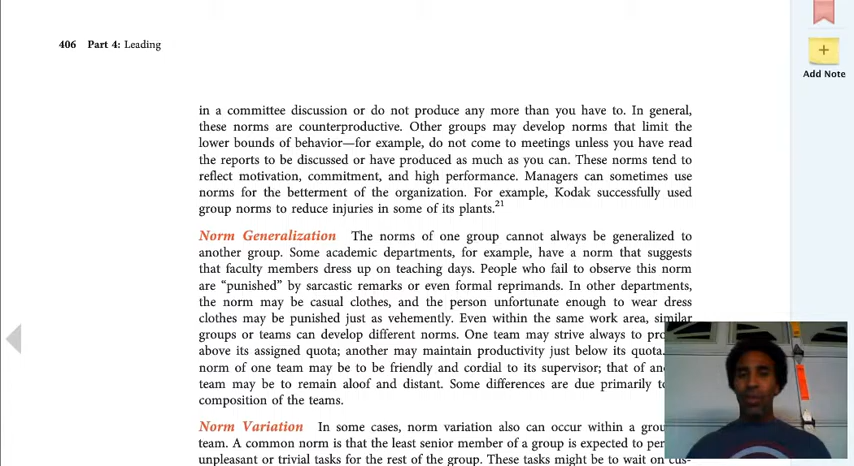 406 Part 4: Leading
Add Note
in a committee discussion or do not produce any more than you have to. In general,
these norms are counterproductive. Other groups may develop norms that limit the
lower bounds of behavior—for example, do not come to meetings unless you have read
the reports to be discussed or have produced as much as you can. These norms tend to
reflect motivation, commitment, and high performance. Managers can sometimes use
norms for the betterment of the organization. For example, Kodak successfully used
group norms to reduce injuries in some of its plants.21
Norm Generalization The norms of one group cannot always be generalized to
another group. Some academic departments, for example, have a norm that suggests
that faculty members dress up on teaching days. People who fail to observe this norm
are “punished” by sarcastic remarks or even formal reprimands. In other departments,
the norm may be casual clothes, and the person unfortunate enough to wear dress
clothes may be punished just as vehemently. Even within the same work area, similar
groups or teams can develop different norms. One team may strive always to
above its assigned quota; another may maintain productivity just below its quota.
norm of one team may be to be friendly and cordial to its supervisor; that of
team may be to remain aloof and distant. Some differences are due primarily
composition of the teams.
Norm Variation In some cases, norm variation also can occur within a
team. A common norm is that the least senior member of a group is expected to
unpleasant or trivial tasks for the rest of the group. These tasks might be to wait on cus-